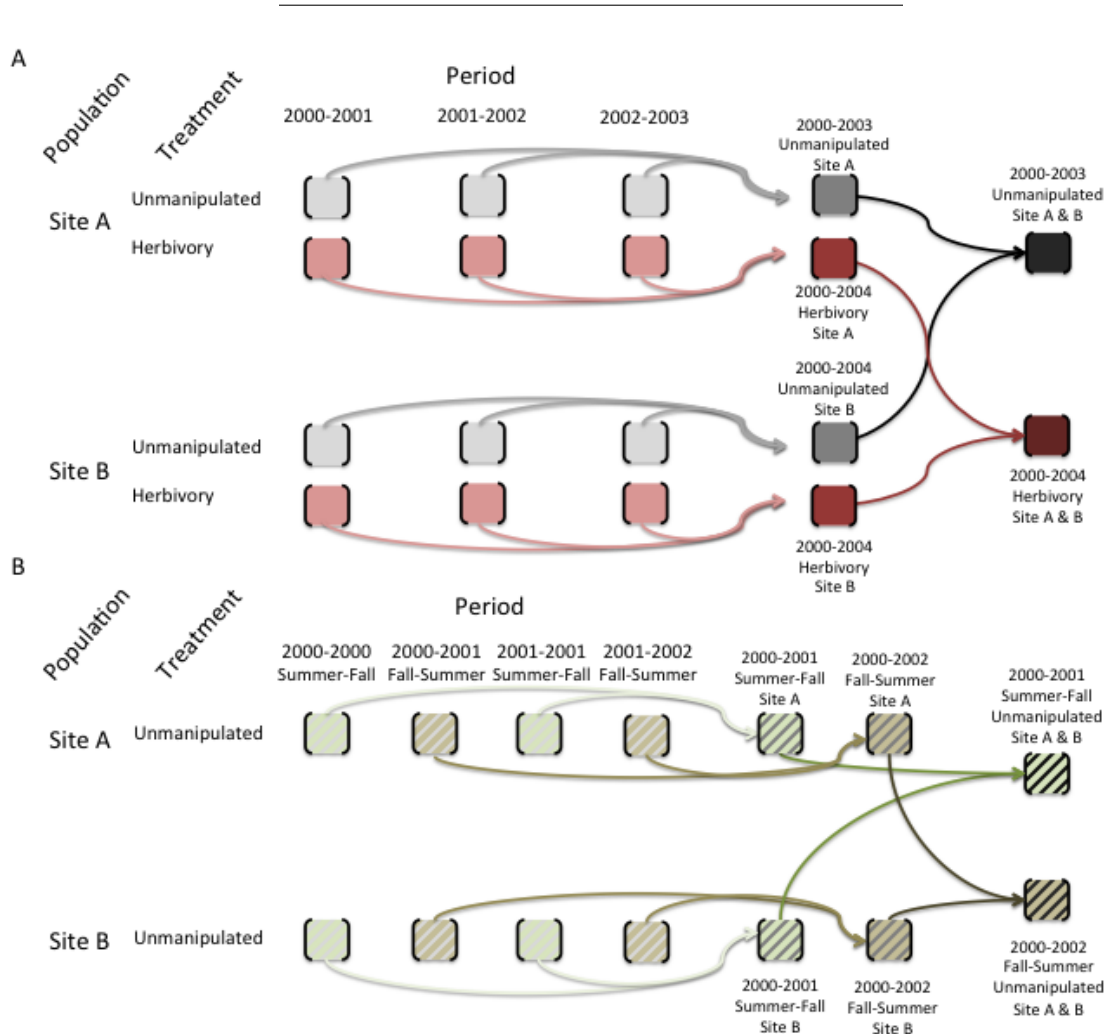 A
Population
Treatment
Period
2000-2001
2001-2002
2002-2003
2000-2003
Unmanipulated
Site A
2000-2003
Unmanipulated
Site A & B
Site A
Unmanipulated
Herbivory
2000-2004
Herbivory
Site A
2000-2004
Unmanipulated
Site B
Site B
Unmanipulated
Herbivory
2000-2004
Herbivory
Site A & B
2000-2004
Herbivory
Site B
B
Population
Treatment
Period
2000-2000
Summer-Fall
2000-2001
Fall-Summer
2001-2001
Summer-Fall
2001-2002
Fall-Summer
2000-2001
Summer-Fall
Site A
2000-2002
Fall-Summer
Site A
2000-2001
Summer-Fall
Unmanipulated
Site A & B
Site A
Unmanipulated
Site B
Unmanipulated
2000-2001
Summer-Fall
Site B
2000-2002
Fall-Summer
Site B
2000-2002
Fall-Summer
Unmanipulated
Site A & B